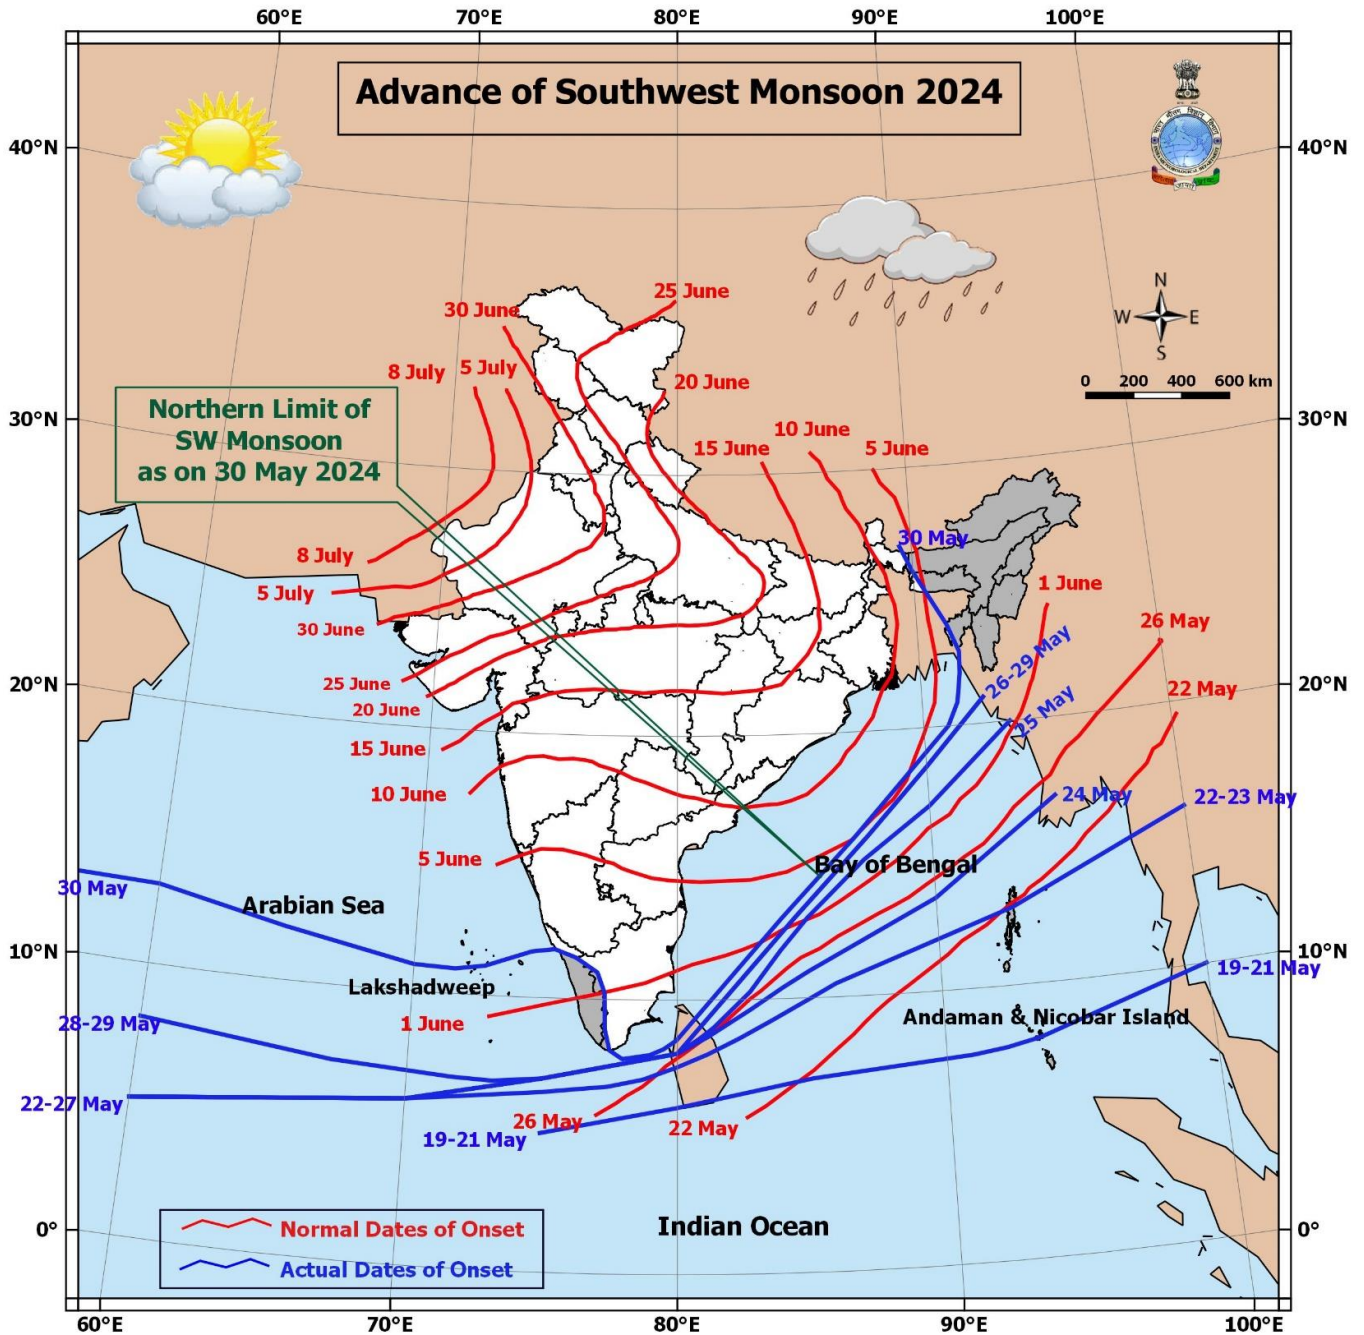 60°E 70°E 80°E 90°E 100°E
Advance of Southwest Monsoon 2024
40°N 40°N
N
W E
S
0 200 400 600 km
25 June
30 June
8 July 5 July
20 June
Northern Limit of
SW Monsoon
as on 30 May 2024
30°N 30°N
10 June
15 June 5 June
30 May
8 July
5 July
1 June
30 June
26 May
26-29 May
20°N 20°N
25 June
22 May
20 June
25 May
15 June
10 June
24 May 22-23 May
5 June
Bay of Bengal
30 May
Arabian Sea
10°N 10°N
19-21 May
Lakshadweep
Andaman & Nicobar Island
28-29 May
1 June
22-27 May
26 May
22 May
19-21 May
0° 0°
Indian Ocean
Normal Dates of Onset
Actual Dates of Onset
60°E 70°E 80°E 90°E 100°E